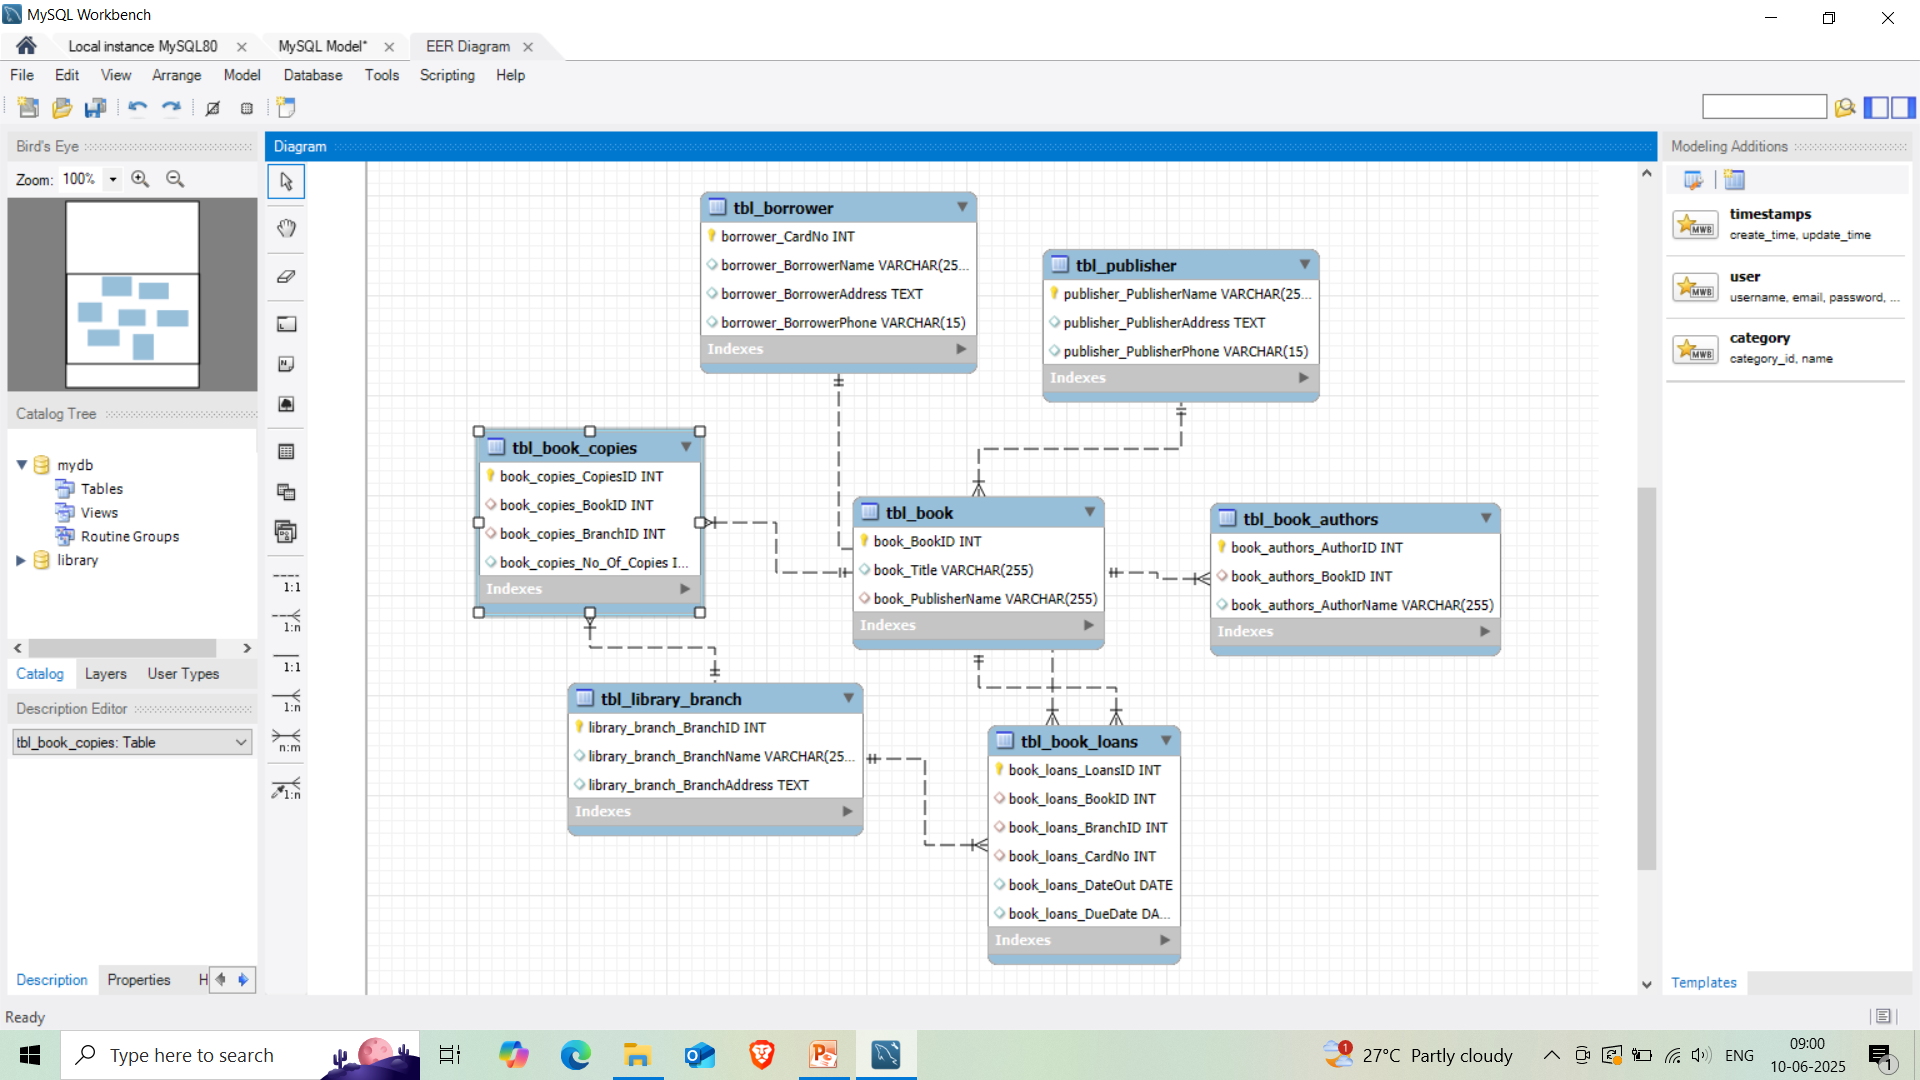 MySQL Workbench
Local instance MySQL80
MySQL Model*
EER Diagram
File Edit View Arrange Model Database Tools Scripting Help
Bird's Eye
Zoom: 100%
Catalog Tree
mydb
Tables
Views
Routine Groups
library
Catalog Layers User Types
Description Editor
tbl_book_copies: Table
Description Properties H
Ready
Diagram
1:1
1:n
1:1
1:n
n:m
1:n
tbl_borrower
borrower_CardNo INT
borrower_BorrowerName VARCHAR(25...
borrower_BorrowerAddress TEXT
borrower_BorrowerPhone VARCHAR(15)
Indexes
tbl_publisher
publisher_PublisherName VARCHAR(25...
publisher_PublisherAddress TEXT
publisher_PublisherPhone VARCHAR(15)
Indexes
tbl_book_copies
book_copies_CopiesID INT
book_copies_BookID INT
book_copies_BranchID INT
book_copies_No_Of_Copies I...
Indexes
tbl_book
book_BookID INT
book_Title VARCHAR(255)
book_PublisherName VARCHAR(255)
Indexes
tbl_book_authors
book_authors_AuthorID INT
book_authors_BookID INT
book_authors_AuthorName VARCHAR(255)
Indexes
tbl_library_branch
library_branch_BranchID INT
library_branch_BranchName VARCHAR(25...
library_branch_BranchAddress TEXT
Indexes
tbl_book_loans
book_loans_LoansID INT
book_loans_BookID INT
book_loans_BranchID INT
book_loans_CardNo INT
book_loans_DateOut DATE
book_loans_DueDate DA...
Indexes
Modeling Additions
MWB
timestamps
create_time, update_time
MWB
user
username, email, password, ...
MWB
category
category_id, name
Templates
Type here to search
1
27°C Partly cloudy
ENG
09:00
10-06-2025
1